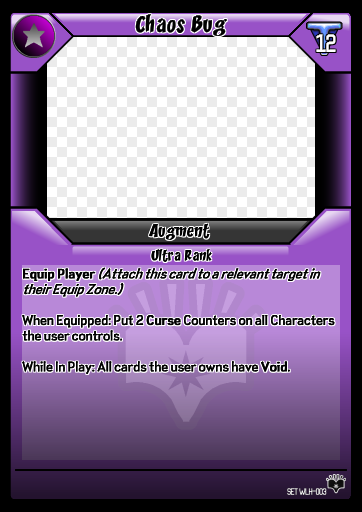 Chaos Bug
12
Augment
Ultra Rank
Equip Player (Attach this card to a relevant target in
their Equip Zone.)
When Equipped: Put 2 Curse Counters on all Characters
the user controls.
While In Play: All cards the user owns have Void.
SET WLH-003